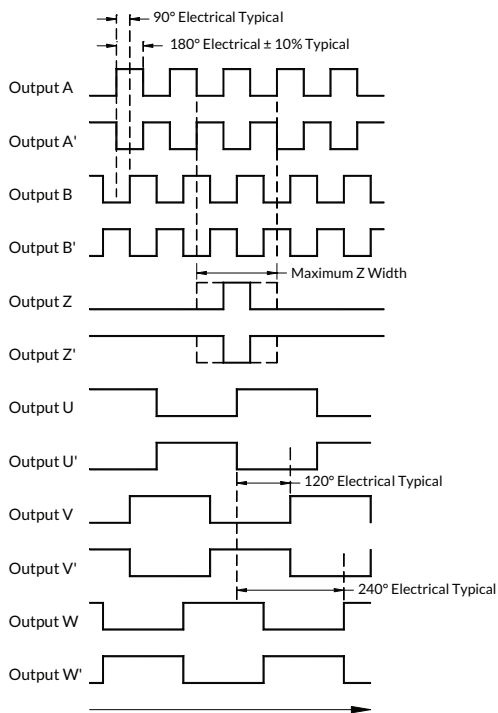 90° Electrical Typical
180° Electrical ± 10% Typical
Output A
Output A'
Output B
Output B'
Maximum Z Width
Output Z
Output Z'
Output U
Output U'
120° Electrical Typical
Output V
Output V'
240° Electrical Typical
Output W
Output W'